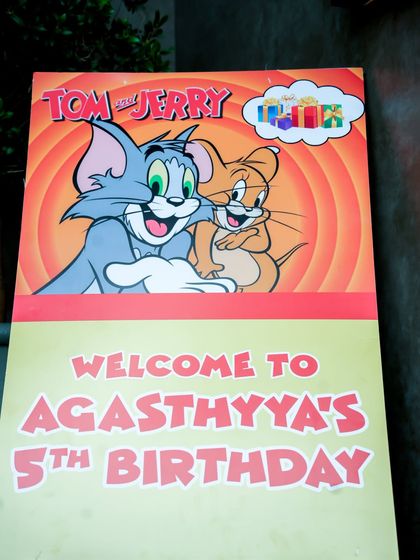 TOM and JERRY
WELCOME TO
AGASTHYYA'S
5TH BIRTHDAY